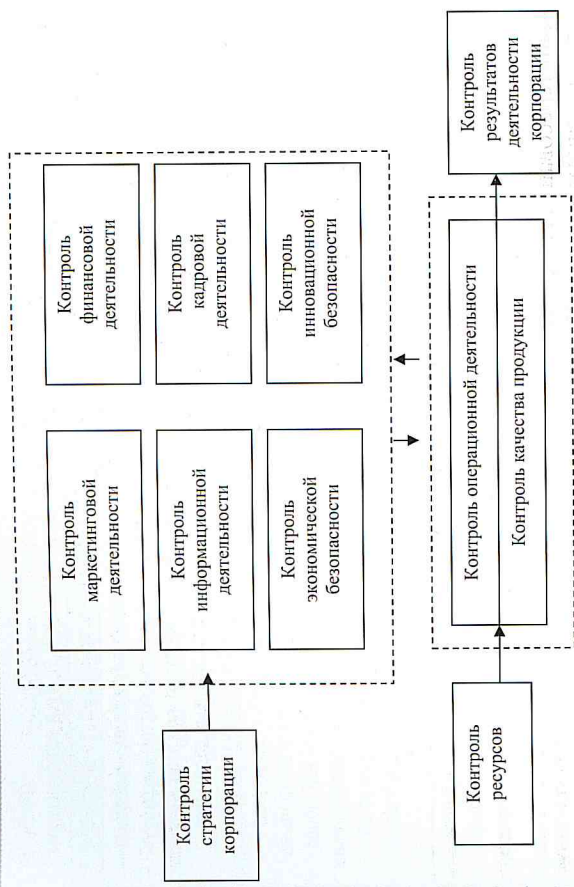 Контроль
стратегии
корпорации
Контроль
маркетинговой
деятельности
Контроль
финансовой
деятельности
Контроль
информационной
деятельности
Контроль
кадровой
деятельности
Контроль
экономической
безопасности
Контроль
инновационной
безопасности
Контроль
ресурсов
Контроль операционной деятельности
Контроль качества продукции
Контроль
результатов
деятельности
корпорации